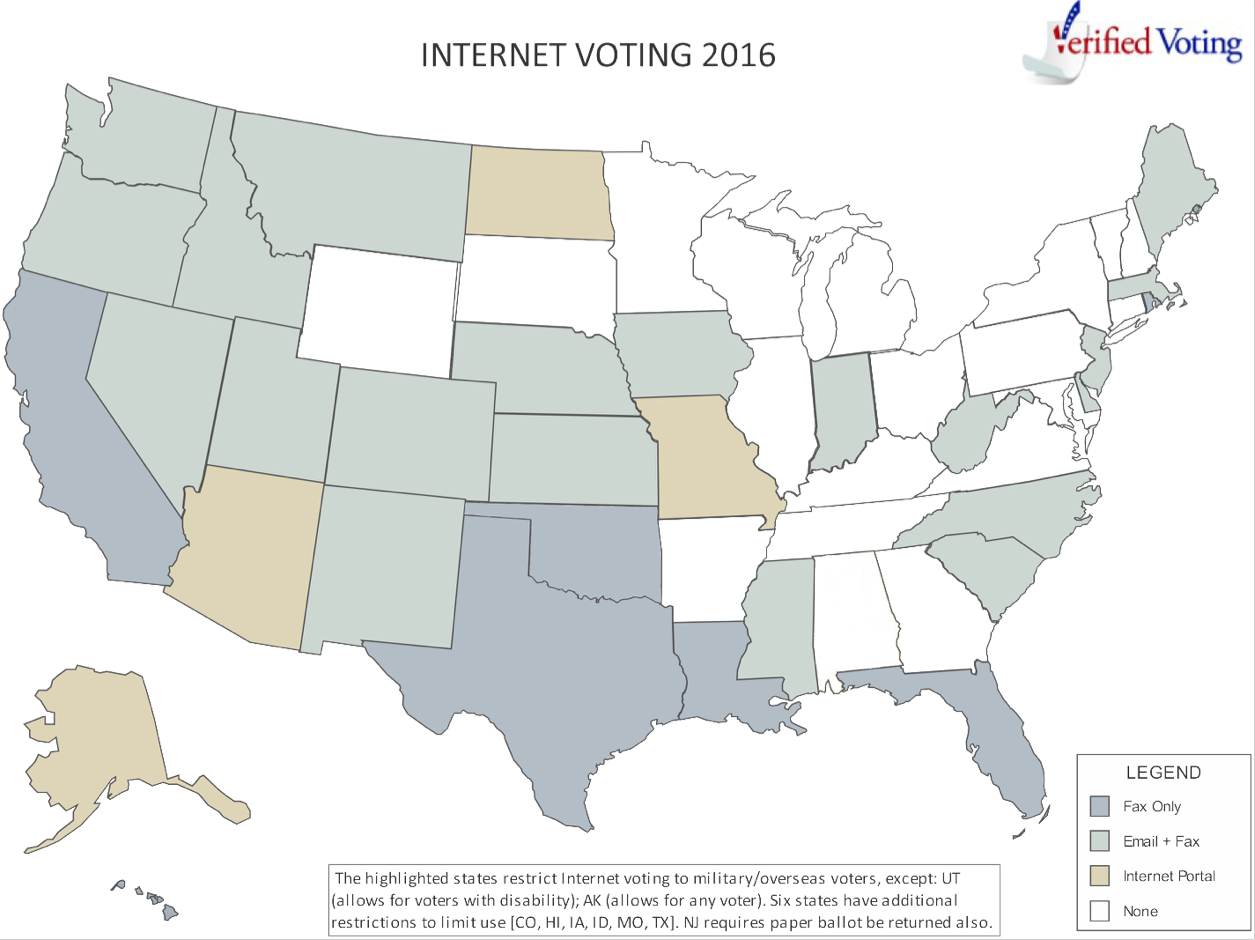 Verified Voting
INTERNET VOTING 2016
LEGEND
Fax Only
Email + Fax
Internet Portal
None
The highlighted states restrict Internet voting to military/overseas voters, except: UT
(allows for voters with disability); AK (allows for any voter). Six states have additional
restrictions to limit use [CO, HI, IA, ID, MO, TX]. NJ requires paper ballot be returned also.